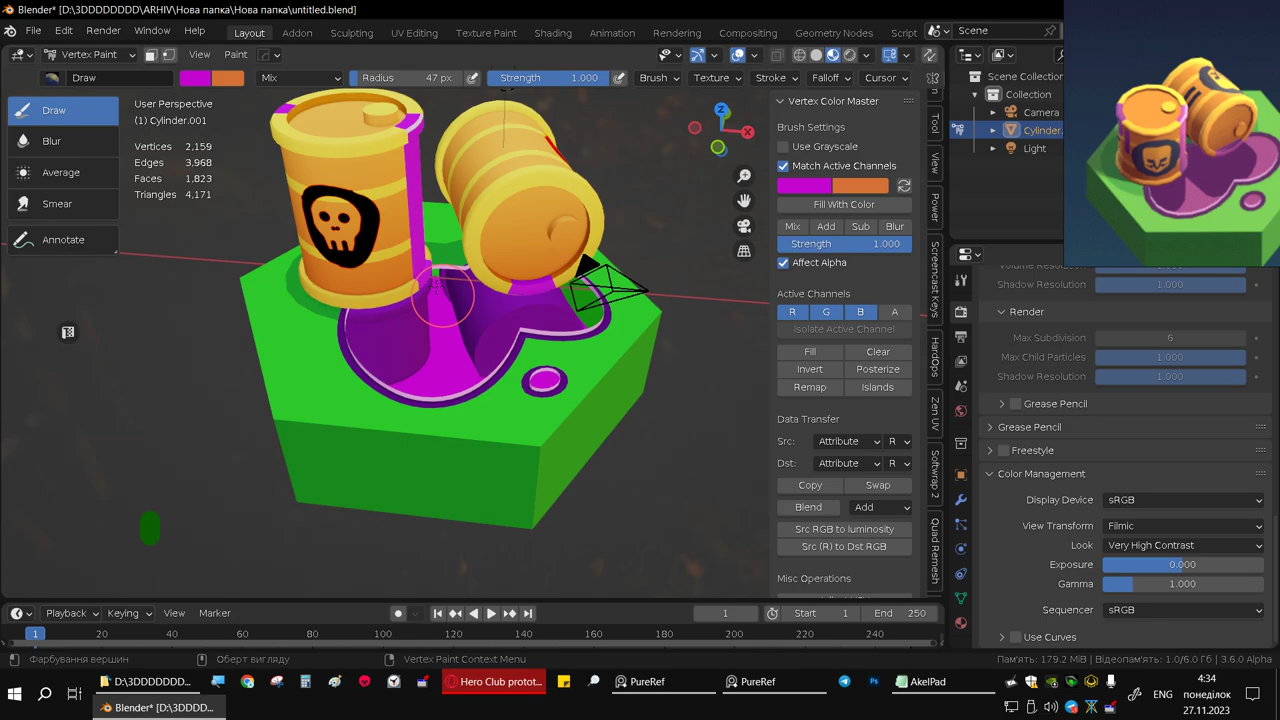 Blender* [D:\3DDDDDDDD\ARHIV\Нова папка\Нова папка\untitled.blend]
File Edit Render Window Help Layout Addon Sculpting UV Editing Texture Paint Shading Animation Rendering Compositing Geometry Nodes Script Scene
Vertex Paint View Paint
Draw Mix Radius 47 px Strength 1.000 Brush Texture Stroke Falloff Cursor
Draw
Blur
Average
Smear
Annotate
User Perspective
(1) Cylinder.001
Vertices 2,159
Edges 3,968
Faces 1,823
Triangles 4,171
Vertex Color Master
Brush Settings
Use Grayscale
Match Active Channels
Fill With Color
Mix Add Sub Blur
Strength 1.000
Affect Alpha
Active Channels
R G B A
Isolate Active Channel
Fill Clear
Invert Posterize
Remap Islands
Data Transfer
Src: Attribute R
Dst: Attribute R
Copy Swap
Blend Add
Src RGB to luminosity
Src (R) to Dst RGB
Misc Operations
Z
X
Tool
View
Power
Screencast Keys
HardOps
Zen UV
Softwrap 2
Quad Remesh
Scene Collection
Collection
Camera
Cylinder.
Light
Shadow Resolution 1.000
Render
Max Subdivision 6
Max Child Particles 1.000
Shadow Resolution 1.000
Grease Pencil
Grease Pencil
Freestyle
Color Management
Display Device sRGB
View Transform Filmic
Look Very High Contrast
Exposure 0.000
Gamma 1.000
Sequencer sRGB
Use Curves
Playback Keying View Marker 1 Start 1 End 250
1 20 40 60 80 100 120 140 160 180 200 220 240
Фарбування вершин Оберт вигляду Vertex Paint Context Menu Пам'ять: 179.2 MiB | Відеопам'ять: 1.0/6.0 Гіб | 3.6.0 Alpha
D:\3DDDDDDD... Hero Club protot... PureRef PureRef AkelPad
ENG
4:34
понеділок
27.11.2023
Blender* [D:\3DDDD...